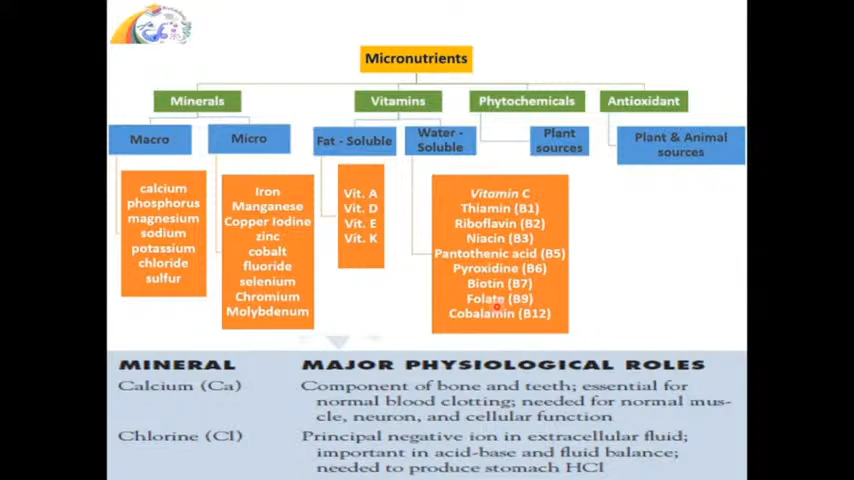 Micronutrients
Minerals
Vitamins
Phytochemicals
Antioxidant
Macro
Micro
Fat - Soluble
Water -
Soluble
Plant
sources
Plant & Animal
sources
calcium
phosphorus
magnesium
sodium
potassium
chloride
sulfur
Iron
Manganese
Copper Iodine
zinc
cobalt
fluoride
selenium
Chromium
Molybdenum
Vit. A
Vit. D
Vit. E
Vit. K
Vitamin C
Thiamin (B1)
Riboflavin (B2)
Niacin (B3)
Pantothenic acid (B5)
Pyroxidine (B6)
Biotin (B7)
Folate (B9)
Cobalamin (B12)
MINERAL
MAJOR PHYSIOLOGICAL ROLES
Calcium (Ca)
Component of bone and teeth; essential for
normal blood clotting; needed for normal mus-
cle, neuron, and cellular function
Chlorine (Cl)
Principal negative ion in extracellular fluid;
important in acid-base and fluid balance;
needed to produce stomach HCl